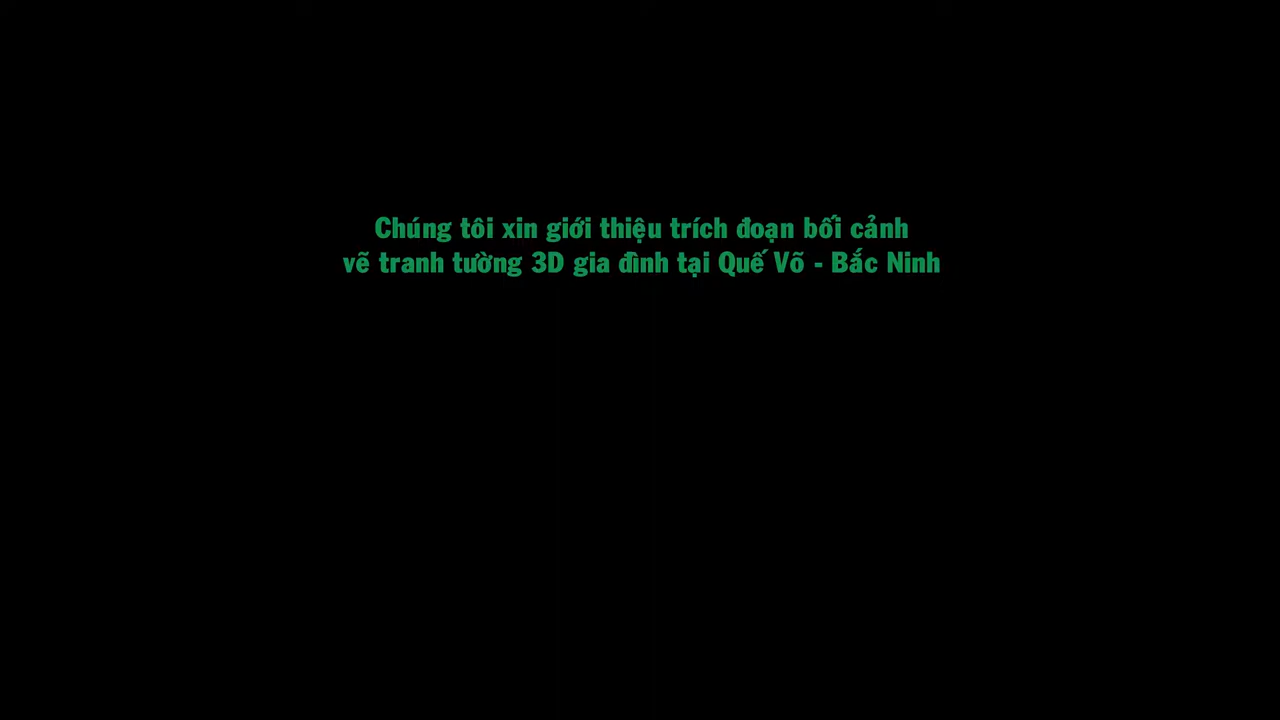 Chúng tôi xin giới thiệu trích đoạn bối cảnh
vẽ tranh tường 3D gia đình tại Quế Võ - Bắc Ninh